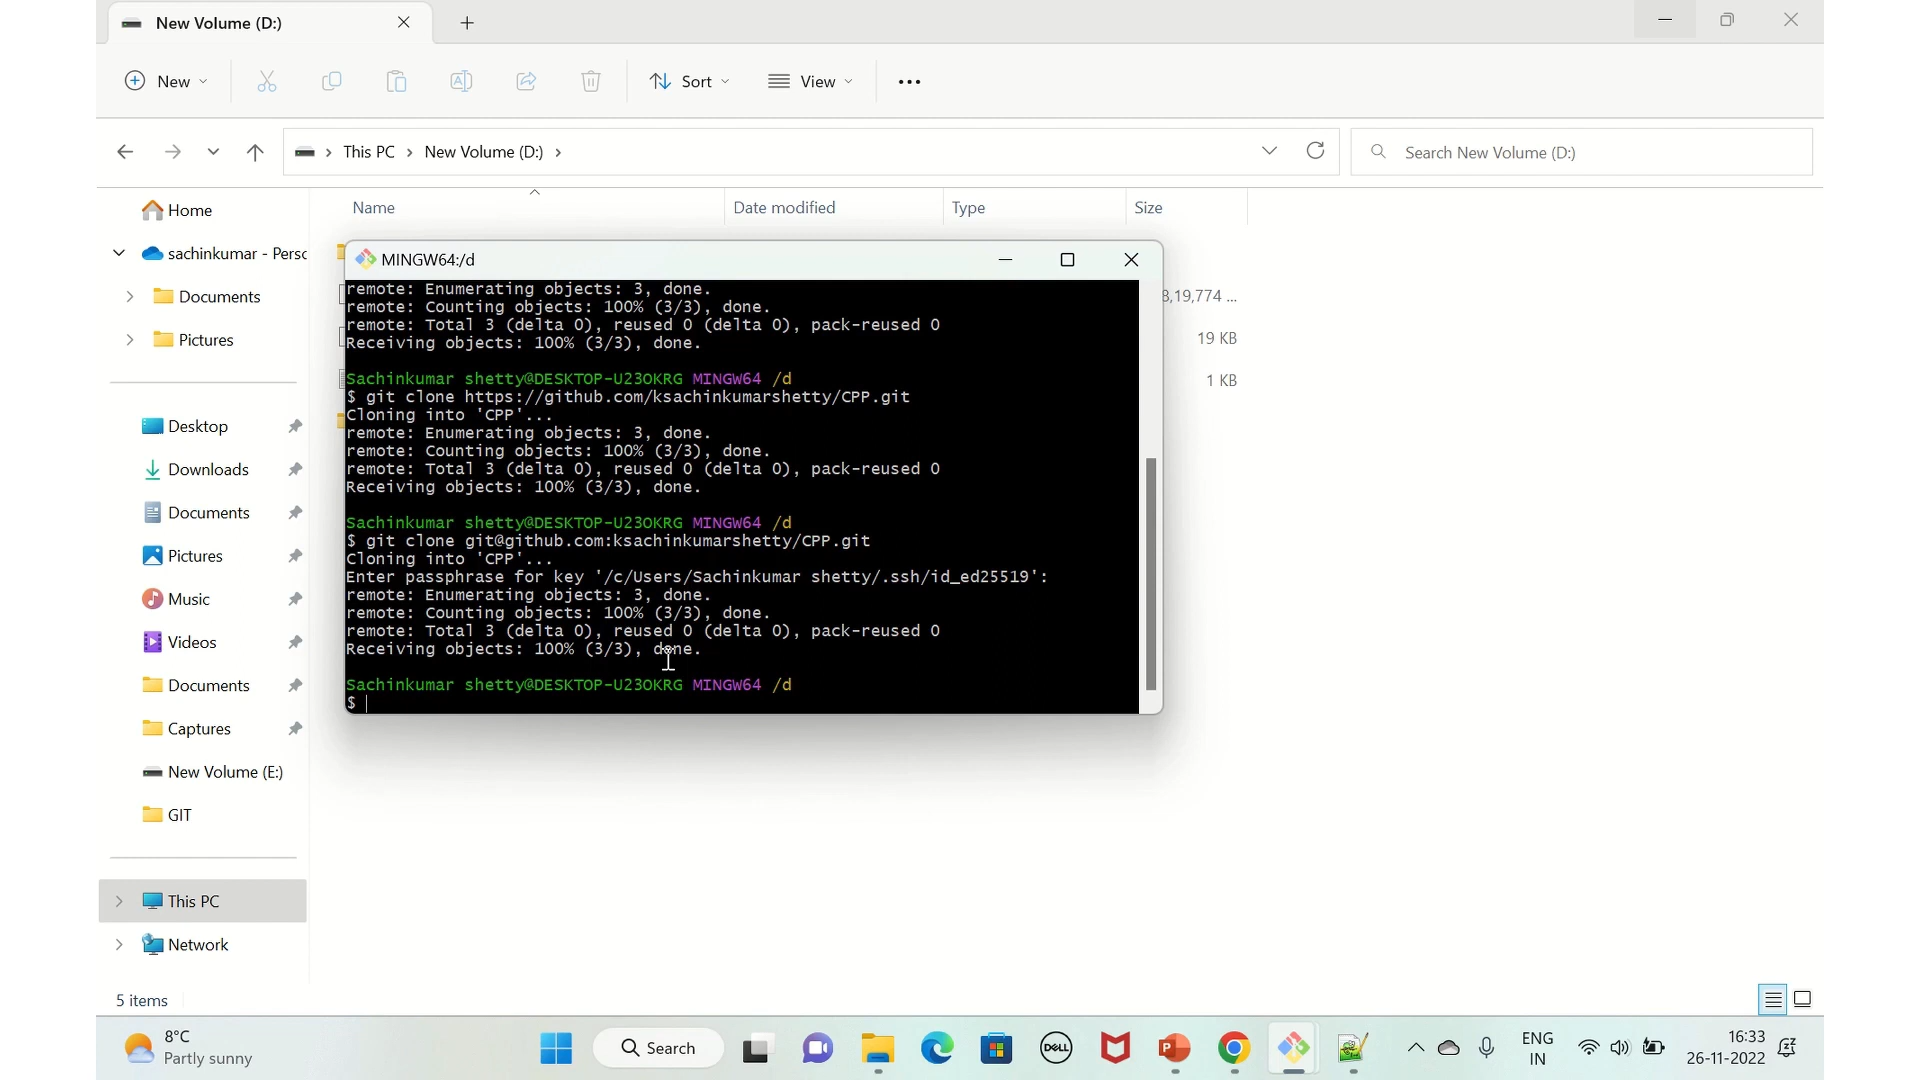 New Volume (D:)
New
Sort
View
This PC
New Volume (D:)
Search New Volume (D:)
Name
Date modified
Type
Size
Home
sachinkumar - Persc
Documents
Pictures
Desktop
Downloads
Documents
Pictures
Music
Videos
Documents
Captures
New Volume (E:)
GIT
This PC
Network
3,19,774 ...
19 KB
1 KB
MINGW64:/d
remote: Enumerating objects: 3, done.
remote: Counting objects: 100% (3/3), done.
remote: Total 3 (delta 0), reused 0 (delta 0), pack-reused 0
Receiving objects: 100% (3/3), done.
Sachinkumar shetty@DESKTOP-U23OKRG MINGW64 /d
$ git clone https://github.com/ksachinkumarshetty/CPP.git
Cloning into 'CPP'...
remote: Enumerating objects: 3, done.
remote: Counting objects: 100% (3/3), done.
remote: Total 3 (delta 0), reused 0 (delta 0), pack-reused 0
Receiving objects: 100% (3/3), done.
Sachinkumar shetty@DESKTOP-U23OKRG MINGW64 /d
$ git clone git@github.com:ksachinkumarshetty/CPP.git
Cloning into 'CPP'...
Enter passphrase for key '/c/Users/Sachinkumar shetty/.ssh/id_ed25519':
remote: Enumerating objects: 3, done.
remote: Counting objects: 100% (3/3), done.
remote: Total 3 (delta 0), reused 0 (delta 0), pack-reused 0
Receiving objects: 100% (3/3), done.
Sachinkumar shetty@DESKTOP-U23OKRG MINGW64 /d
$
5 items
8°C
Partly sunny
Search
DELL
ENG
IN
16:33
26-11-2022